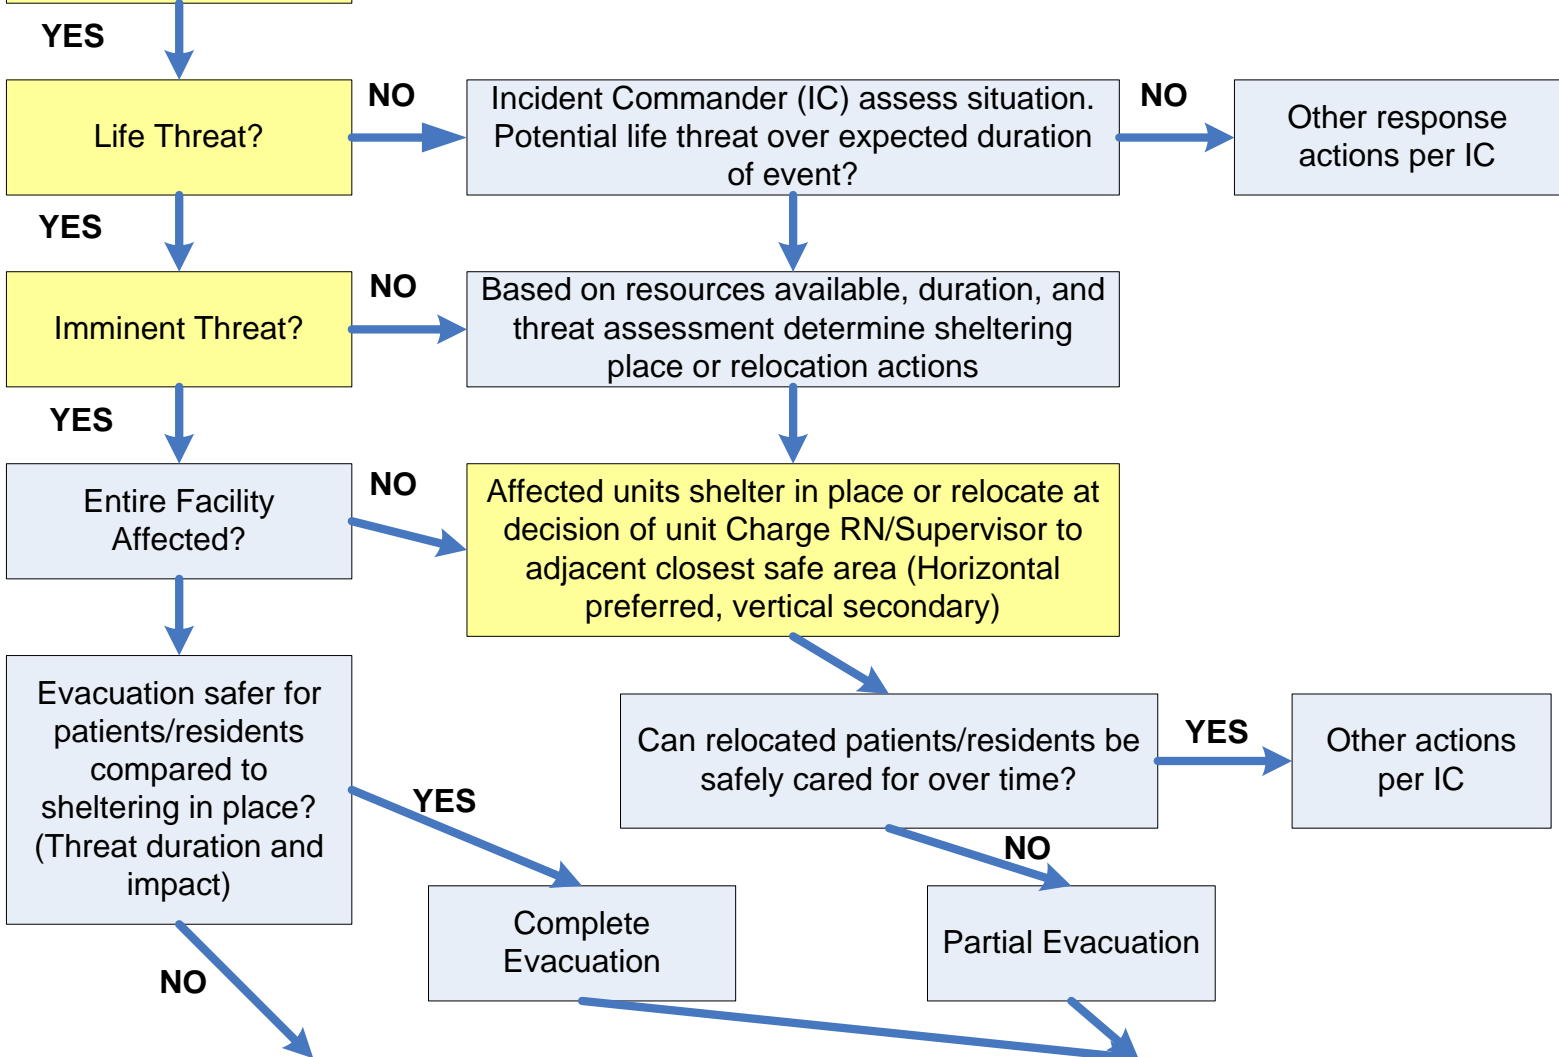 YES
Life Threat?
NO
Incident Commander (IC) assess situation.
Potential life threat over expected duration
of event?
NO
Other response
actions per IC
YES
Imminent Threat?
NO
Based on resources available, duration, and
threat assessment determine sheltering
place or relocation actions
YES
Entire Facility
Affected?
NO
Affected units shelter in place or relocate at
decision of unit Charge RN/Supervisor to
adjacent closest safe area (Horizontal
preferred, vertical secondary)
Evacuation safer for
patients/residents
compared to
sheltering in place?
(Threat duration and
impact)
YES
Can relocated patients/residents be
safely cared for over time?
YES
Other actions
per IC
NO
Complete
Evacuation
Partial Evacuation
NO